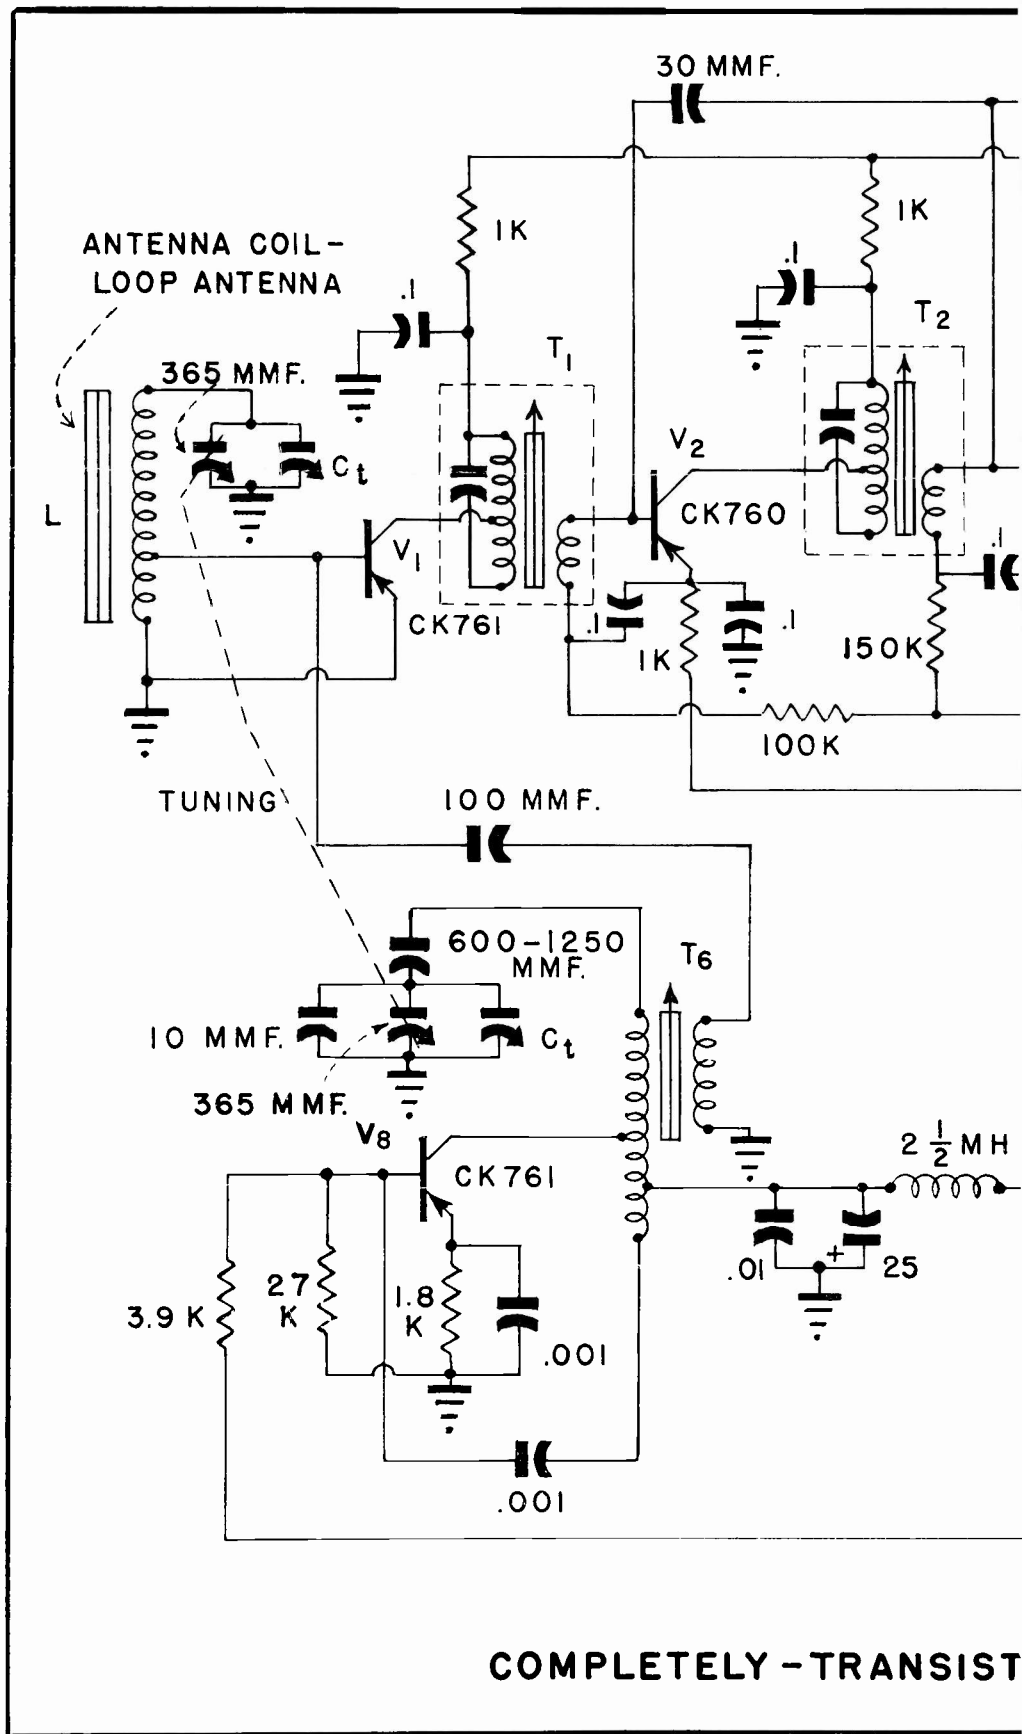 30 MMF.
1K
1K
ANTENNA COIL-
LOOP ANTENNA
.1
.1
T2
T1
365 MMF.
Ct
L
V2
CK760
V1
CK761
.1
.1
.1
1K
150K
100K
TUNING
100 MMF.
600-1250
MMF.
T6
10 MMF.
Ct
365 MMF.
V8
CK761
2 1/2 MH
.01
+
25
3.9 K
27
K
1.8
K
.001
.001
COMPLETELY-TRANSIST